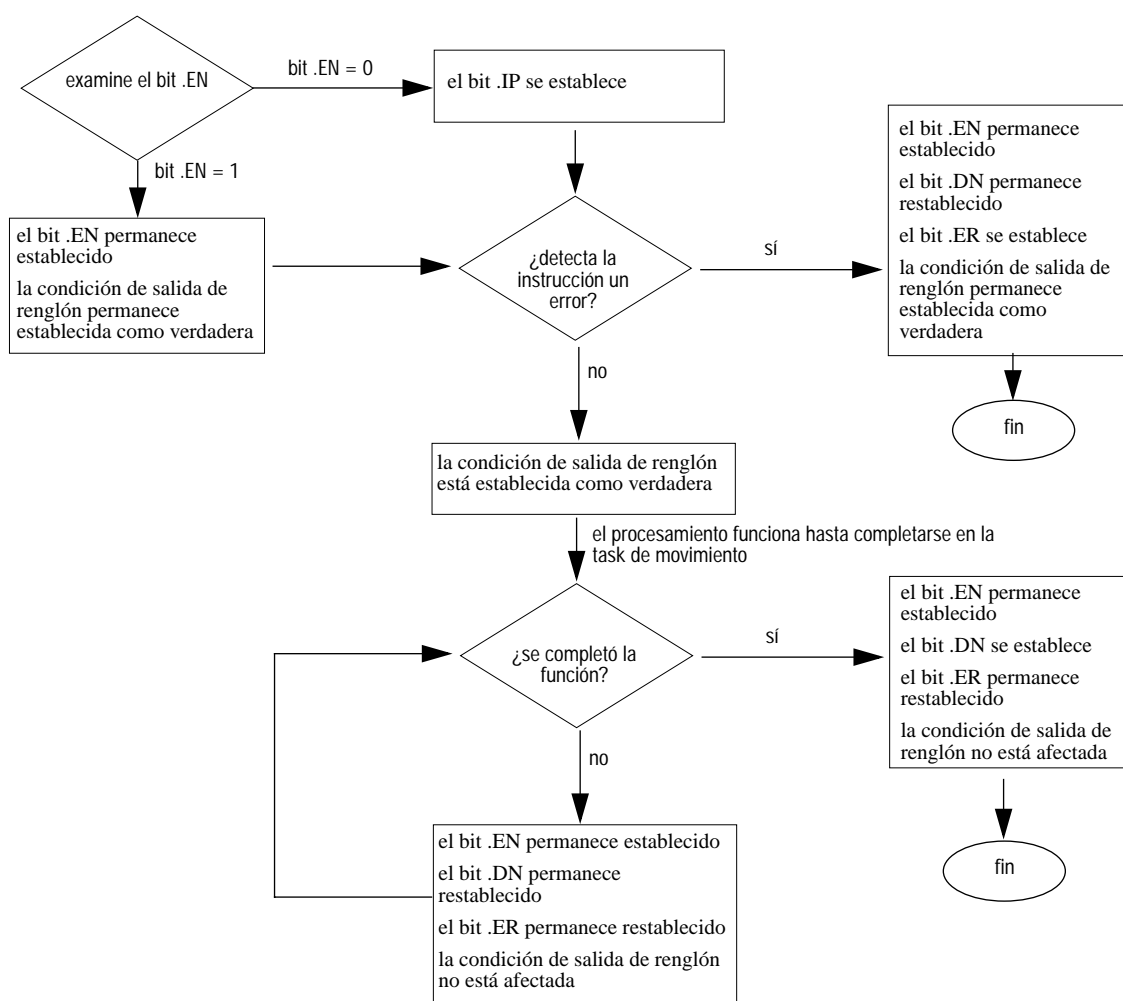 examine el bit .EN
bit .EN = 0
el bit .IP se establece
bit .EN = 1
el bit .EN permanece
establecido
la condición de salida de
renglón permanece
establecida como verdadera
¿detecta la
instrucción un
error?
sí
el bit .EN permanece
establecido
el bit .DN permanece
restablecido
el bit .ER se establece
la condición de salida de
renglón permanece
establecida como
verdadera
fin
no
la condición de salida de renglón
está establecida como verdadera
el procesamiento funciona hasta completarse en la
task de movimiento
¿se completó la
función?
sí
el bit .EN permanece
establecido
el bit .DN se establece
el bit .ER permanece
restablecido
la condición de salida de
renglón no está afectada
fin
no
el bit .EN permanece establecido
el bit .DN permanece
restablecido
el bit .ER permanece restablecido
la condición de salida de renglón
no está afectada